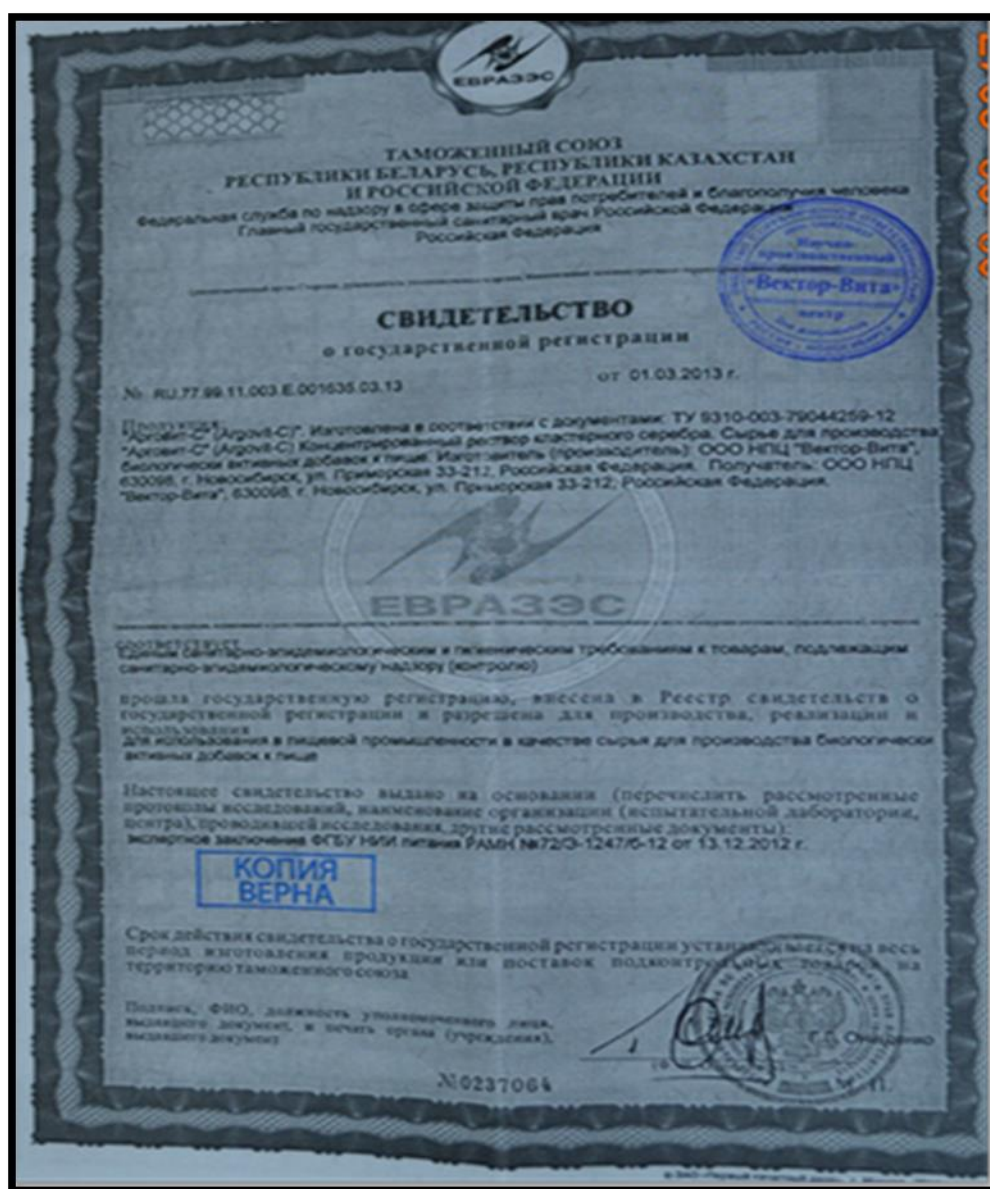 ЕВРАЗЭС
ТАМОЖЕННЫЙ СОЮЗ
РЕСПУБЛИКИ БЕЛАРУСЬ, РЕСПУБЛИКИ КАЗАХСТАН
И РОССИЙСКОЙ ФЕДЕРАЦИИ
Федеральная служба по надзору в сфере защиты прав потребителей и благополучия человека
Главный государственный санитарный врач Российской Федерации
Российская Федерация
Научно-
производственный
"Вектор-Вита"
центр
СВИДЕТЕЛЬСТВО
о государственной регистрации
№ RU.77.99.11.003.Е.001635.03.13 от 01.03.2013 г.
Продукция:
"Арговит-С" (Argovit-C)". Изготовлена в соответствии с документами: ТУ 9310-003-79044259-12
"Арговит-С" (Argovit-C) Концентрированный раствор кластерного серебра. Сырье для производства
биологически активных добавок к пище. Изготовитель (производитель): ООО НПЦ "Вектор-Вита",
630098, г. Новосибирск, ул. Приморская 33-212, Российская Федерация. Получатель: ООО НПЦ
"Вектор-Вита", 630098, г. Новосибирск, ул. Приморская 33-212; Российская Федерация.
ЕВРАЗЭС
соответствует
санитарно-эпидемиологическим и гигиеническим требованиям к товарам, подлежащим
санитарно-эпидемиологическому надзору (контролю)
прошла государственную регистрацию, внесена в Реестр свидетельств о
государственной регистрации и разрешена для производства, реализации и
использования
для использования в пищевой промышленности в качестве сырья для производства биологически
активных добавок к пище
Настоящее свидетельство выдано на основании (перечислить рассмотренные
протоколы исследований, наименование организации (испытательной лаборатории,
центра), проводившей исследования, другие рассмотренные документы):
экспертное заключение ФГБУ НИИ питания РАМН №72/Э-1247/б-12 от 13.12.2012 г.
КОПИЯ
ВЕРНА
Срок действия свидетельства о государственной регистрации устанавливается на весь
период изготовления продукции или поставок подконтрольных товаров на
территорию таможенного союза
Подпись, ФИО, должность уполномоченного лица,
выдавшего документ, и печать органа (учреждения),
выдавшего документ
Г.Г. Онищенко
№0237064